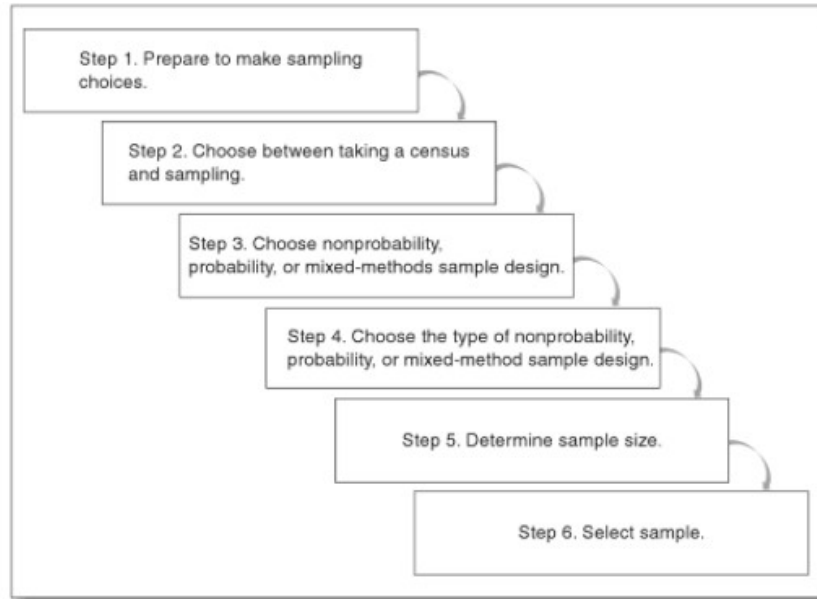 Step 1. Prepare to make sampling
choices.
Step 2. Choose between taking a census
and sampling.
Step 3. Choose nonprobability,
probability, or mixed-methods sample design.
Step 4. Choose the type of nonprobability,
probability, or mixed-method sample design.
Step 5. Determine sample size.
Step 6. Select sample.